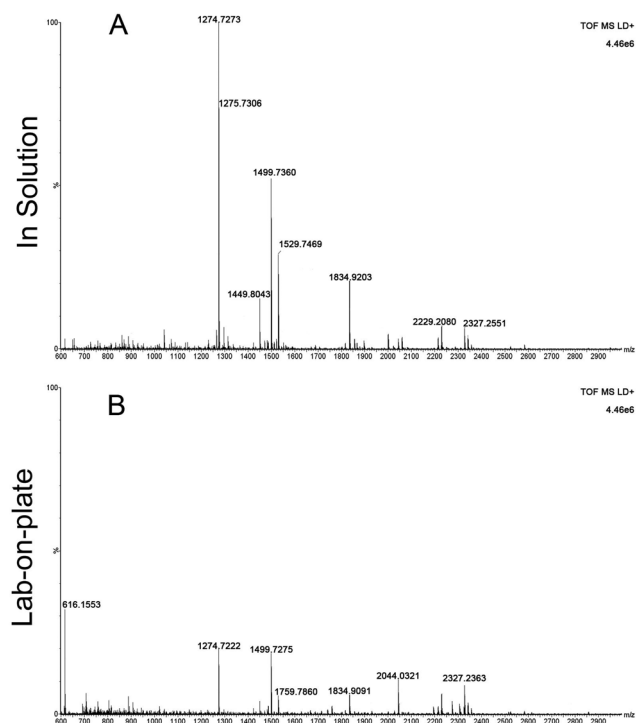 A
TOF MS LD+
4.46e6
100
1274.7273
1275.7306
In Solution
1499.7360
%
1529.7469
1449.8043
1834.9203
2229.2080
2327.2551
0
600 700 800 900 1000 1100 1200 1300 1400 1500 1600 1700 1800 1900 2000 2100 2200 2300 2400 2500 2600 2700 2800 2900
m/z
B
TOF MS LD+
4.46e6
100
Lab-on-plate
%
616.1553
1274.7222
1499.7275
1759.7860
1834.9091
2044.0321
2327.2363
0
600 700 800 900 1000 1100 1200 1300 1400 1500 1600 1700 1800 1900 2000 2100 2200 2300 2400 2500 2600 2700 2800 2900
m/z